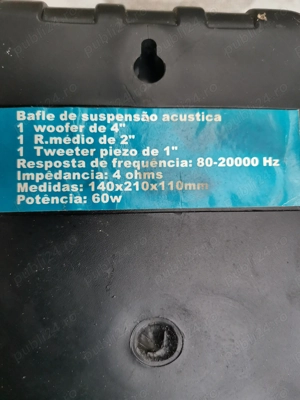 Bafle de suspensão acustica
1 woofer de 4"
1 R.médio de 2"
1 Tweeter piezo de 1"
Resposta de frequencia: 80-20000 Hz
Impêdancia: 4 ohms
Medidas: 140x210x110mm
Potência: 60w